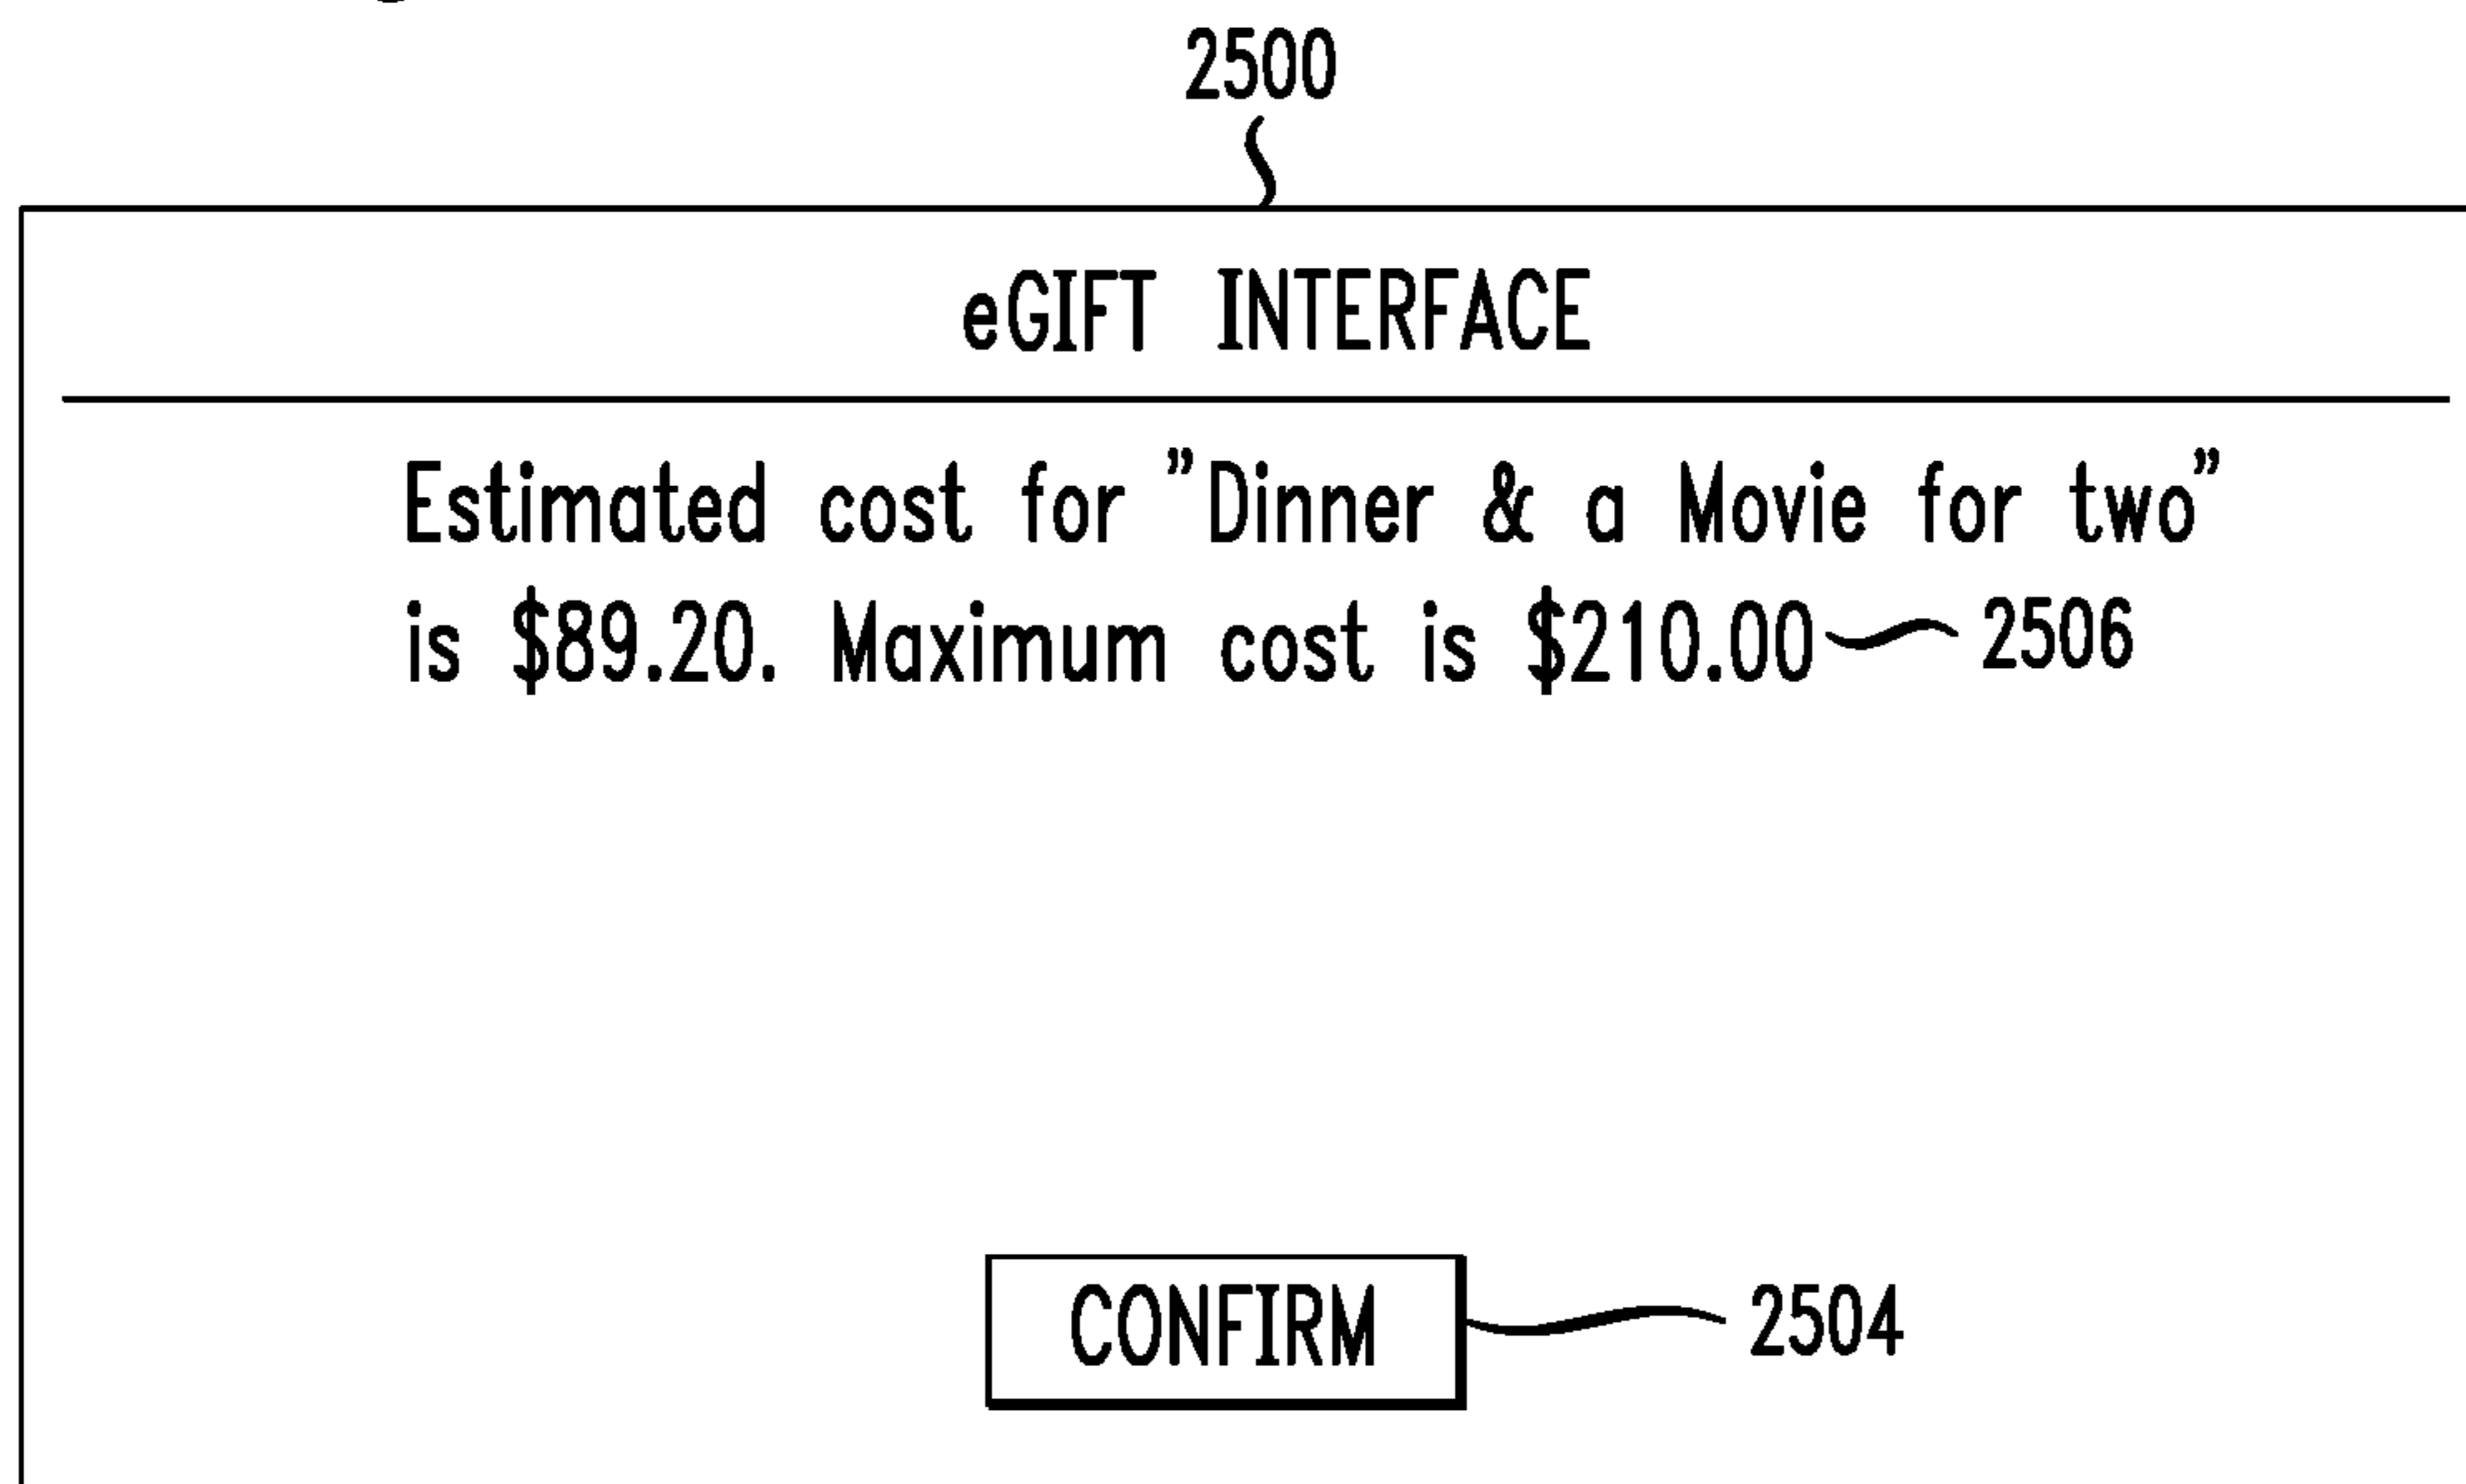 2500
eGIFT INTERFACE
Estimated cost for ”Dinner & a Movie for two”
is $89.20. Maximum cost is $210.00 2506
CONFIRM 2504